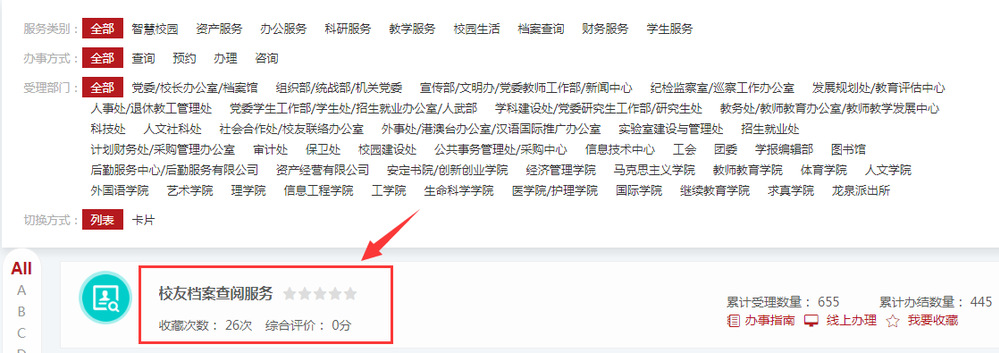 服务类别： 全部 智慧校园 资产服务 办公服务 科研服务 教学服务 校园生活 档案查询 财务服务 学生服务
办事方式： 全部 查询 预约 办理 咨询
受理部门： 全部 党委/校长办公室/档案馆 组织部/统战部/机关党委 宣传部/文明办/党委教师工作部/新闻中心 纪检监察室/巡察工作办公室 发展规划处/教育评估中心
人事处/退休教工管理处 党委学生工作部/学生处/招生就业办公室/人武部 学科建设处/党委研究生工作部/研究生处 教务处/教师教育办公室/教师教学发展中心
科技处 人文社科处 社会合作处/校友联络办公室 外事处/港澳台办公室/汉语国际推广办公室 实验室建设与管理处 招生就业处
计划财务处/采购管理办公室 审计处 保卫处 校园建设处 公共事务管理处/采购中心 信息技术中心 工会 团委 学报编辑部 图书馆
后勤服务中心/后勤服务有限公司 资产经营有限公司 安定书院/创新创业学院 经济管理学院 马克思主义学院 教师教育学院 体育学院 人文学院
外国语学院 艺术学院 理学院 信息工程学院 工学院 生命科学学院 医学院/护理学院 国际学院 继续教育学院 求真学院 龙泉派出所
切换方式： 列表 卡片
All
A
B
C
D
校友档案查阅服务
收藏次数： 26次 综合评价： 0分
累计受理数量： 655 累计办结数量： 445
办事指南 线上办理 我要收藏